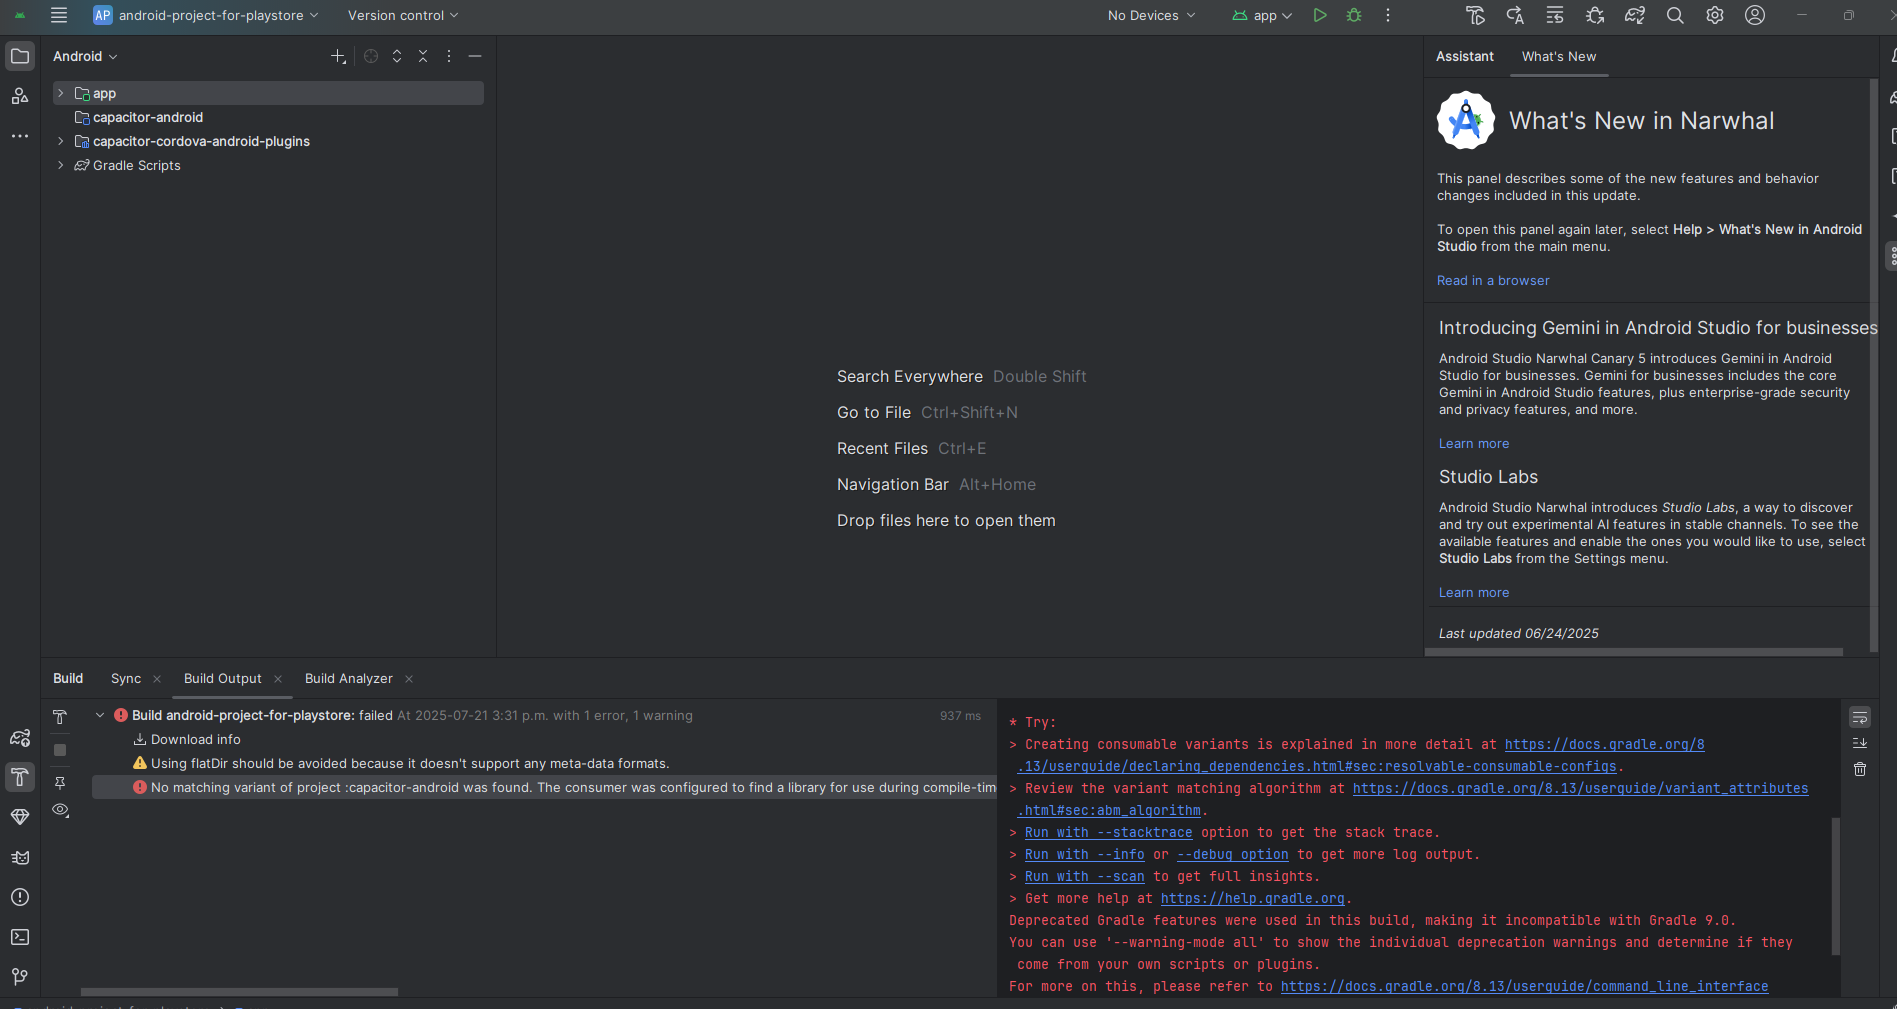 AP android-project-for-playstore
Version control
No Devices
app
Android
app
capacitor-android
capacitor-cordova-android-plugins
Gradle Scripts
Search Everywhere Double Shift
Go to File Ctrl+Shift+N
Recent Files Ctrl+E
Navigation Bar Alt+Home
Drop files here to open them
Assistant
What's New
What's New in Narwhal
This panel describes some of the new features and behavior
changes included in this update.
To open this panel again later, select Help > What's New in Android
Studio from the main menu.
Read in a browser
Introducing Gemini in Android Studio for businesses
Android Studio Narwhal Canary 5 introduces Gemini in Android
Studio for businesses. Gemini for businesses includes the core
Gemini in Android Studio features, plus enterprise-grade security
and privacy features, and more.
Learn more
Studio Labs
Android Studio Narwhal introduces Studio Labs, a way to discover
and try out experimental AI features in stable channels. To see the
available features and enable the ones you would like to use, select
Studio Labs from the Settings menu.
Learn more
Last updated 06/24/2025
Build
Sync
Build Output
Build Analyzer
Build android-project-for-playstore: failed At 2025-07-21 3:31 p.m. with 1 error, 1 warning 937 ms
Download info
Using flatDir should be avoided because it doesn't support any meta-data formats.
No matching variant of project :capacitor-android was found. The consumer was configured to find a library for use during compile-tim
* Try:
> Creating consumable variants is explained in more detail at https://docs.gradle.org/8
.13/userguide/declaring_dependencies.html#sec:resolvable-consumable-configs.
> Review the variant matching algorithm at https://docs.gradle.org/8.13/userguide/variant_attributes
.html#sec:abm_algorithm.
> Run with --stacktrace option to get the stack trace.
> Run with --info or --debug option to get more log output.
> Run with --scan to get full insights.
> Get more help at https://help.gradle.org.
Deprecated Gradle features were used in this build, making it incompatible with Gradle 9.0.
You can use '--warning-mode all' to show the individual deprecation warnings and determine if they
come from your own scripts or plugins.
For more on this, please refer to https://docs.gradle.org/8.13/userguide/command_line_interface